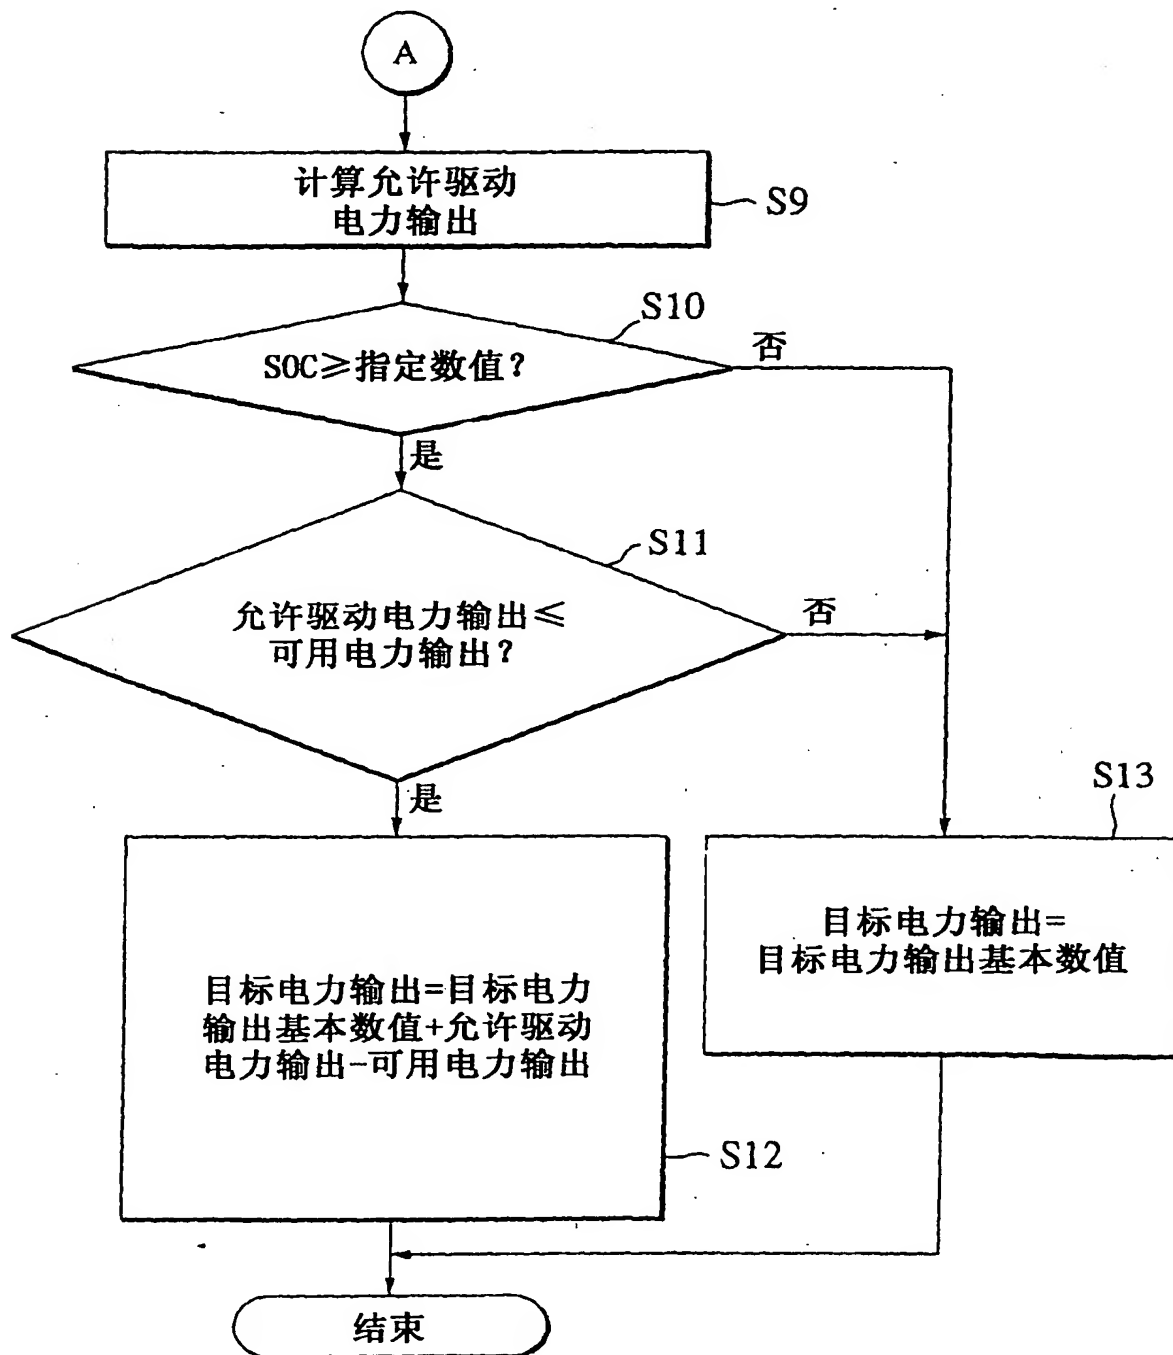 A
计算允许驱动
电力输出
S9
S10
SOC≥指定数值?
否
是
S11
允许驱动电力输出≤
可用电力输出?
否
是
S13
目标电力输出=
目标电力输出基本数值
目标电力输出=目标电力
输出基本数值+允许驱动
电力输出-可用电力输出
S12
结束